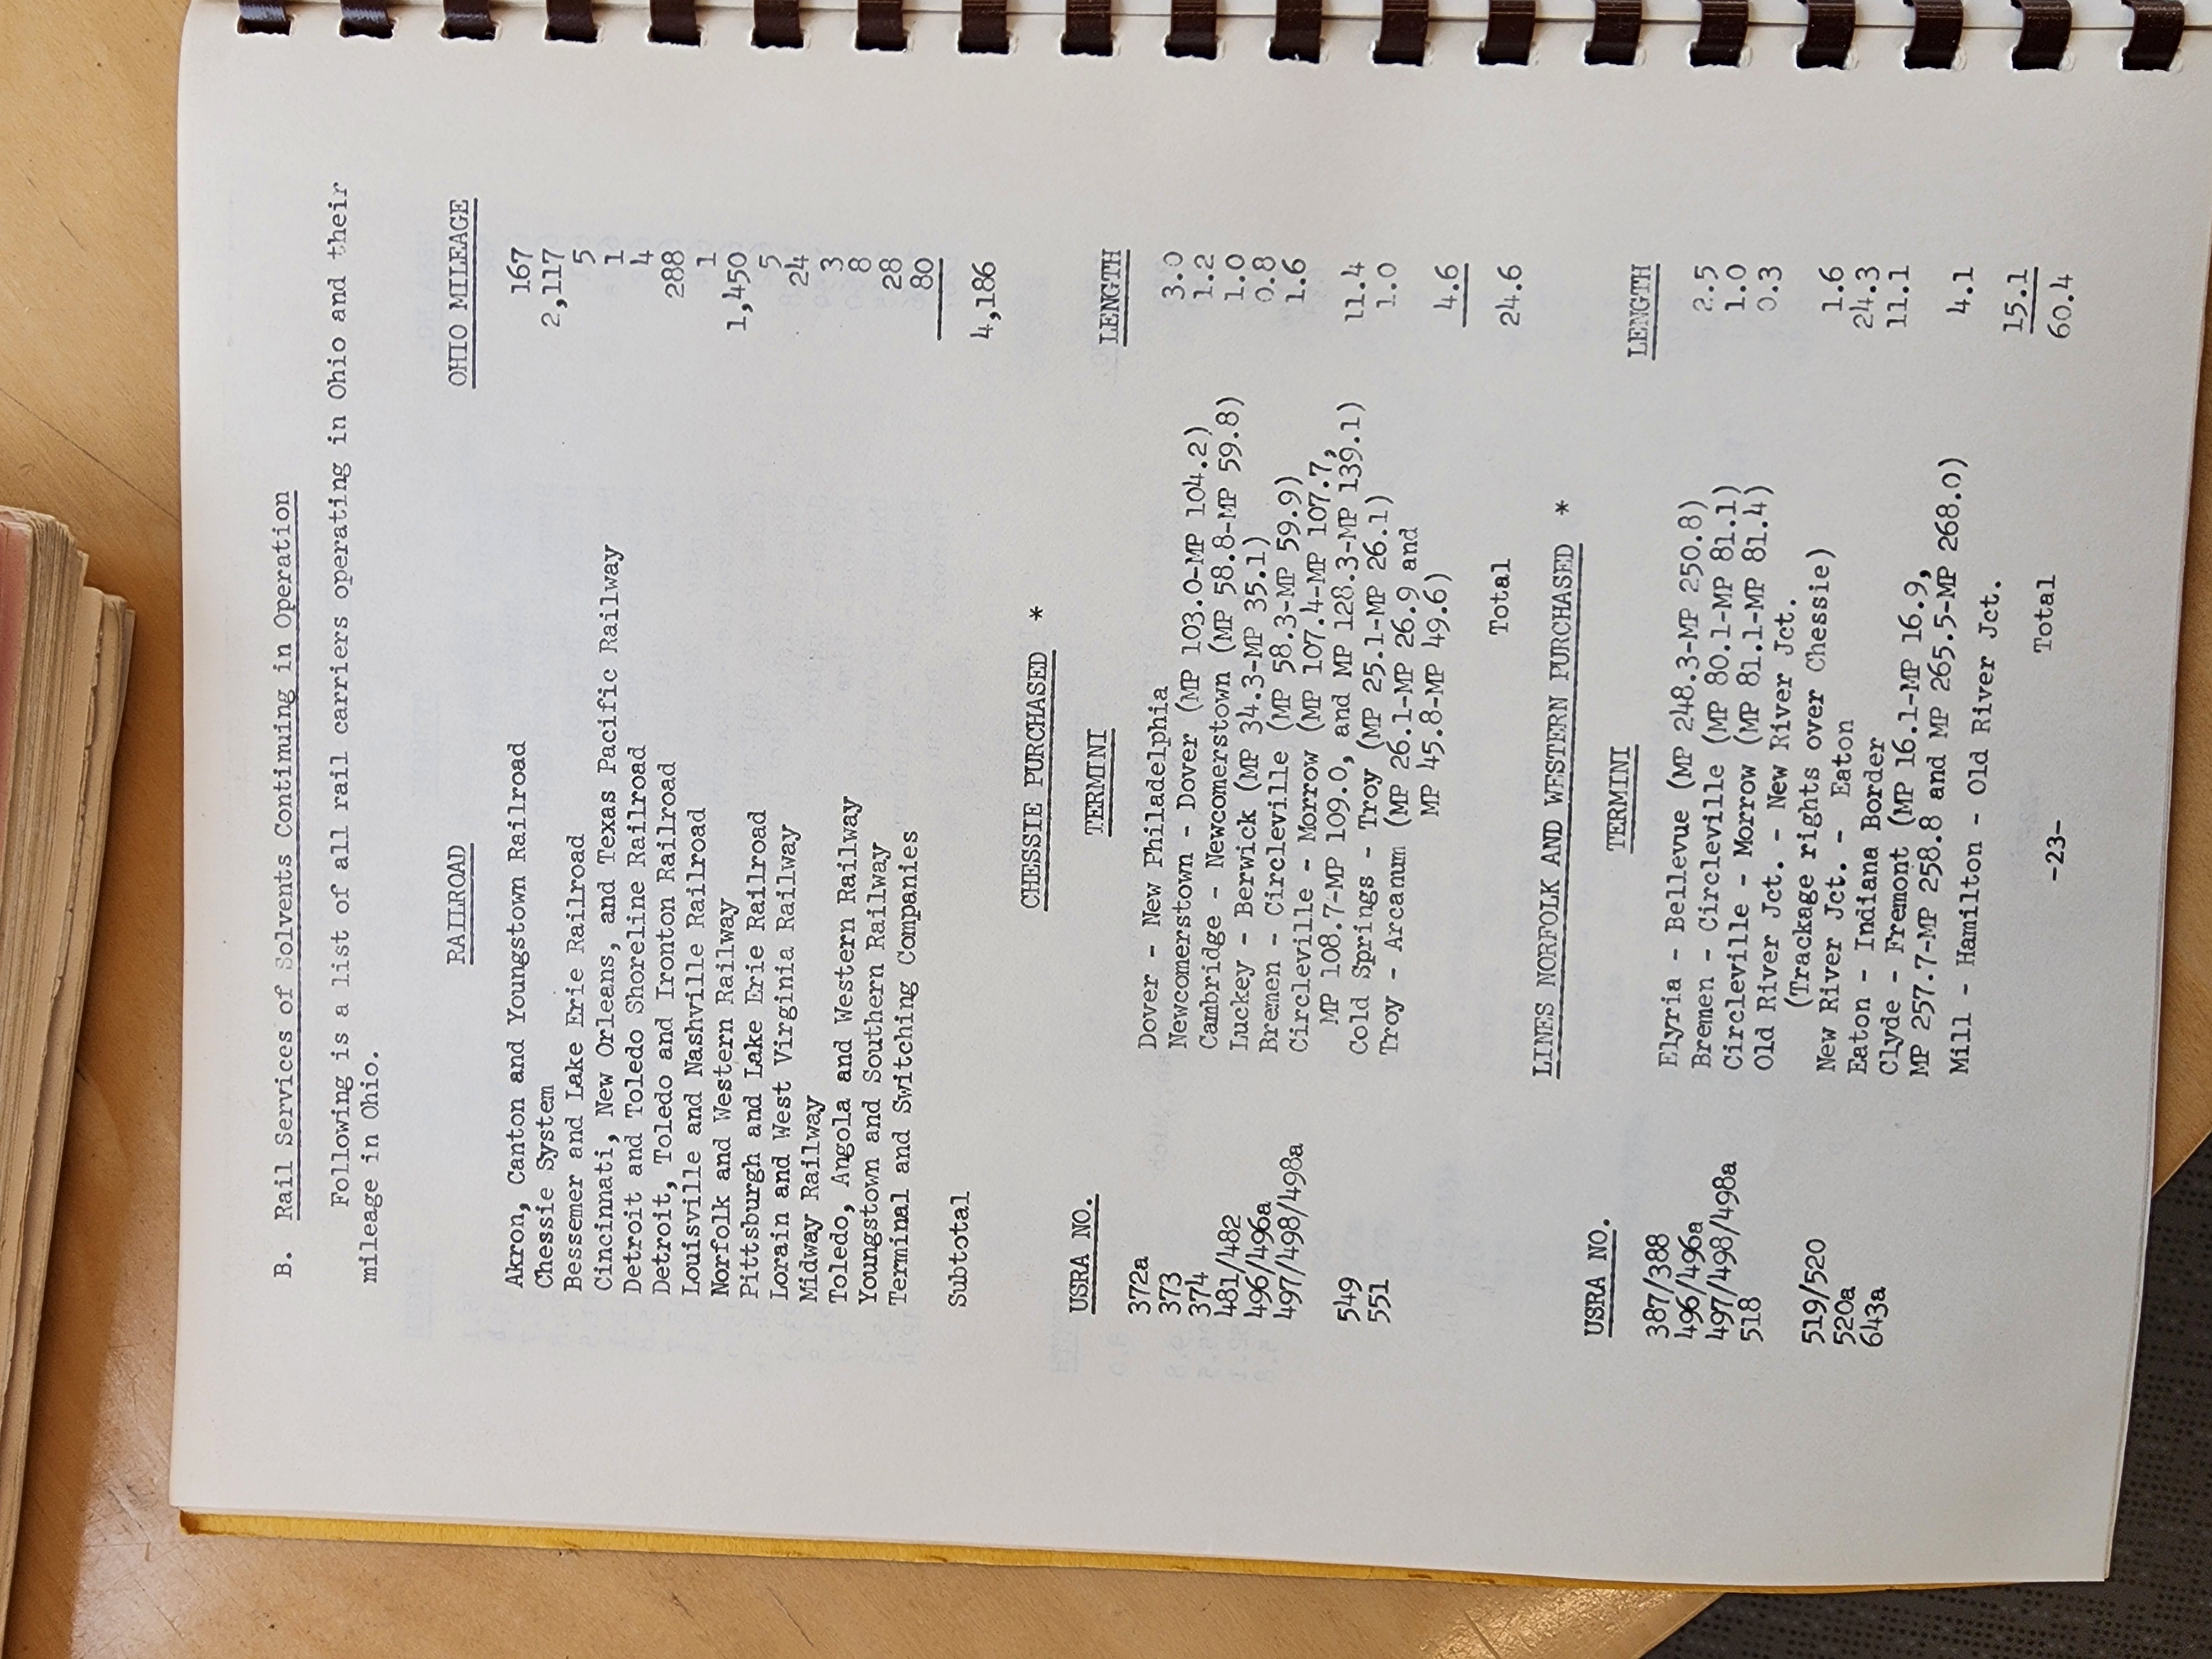 B. Rail Services of Solvents Continuing in Operation
Following is a list of all rail carriers operating in Ohio and their
mileage in Ohio.
RAILROAD OHIO MILEAGE
Akron, Canton and Youngstown Railroad 167
Chessie System 2,117
Bessemer and Lake Erie Railroad 5
Cincinnati, New Orleans, and Texas Pacific Railway 1
Detroit and Toledo Shoreline Railroad 4
Detroit, Toledo and Ironton Railroad 288
Louisville and Nashville Railroad 1
Norfolk and Western Railway 1,450
Pittsburgh and Lake Erie Railroad 5
Lorain and West Virginia Railway 24
Midway Railway 3
Toledo, Angola and Western Railway 8
Youngstown and Southern Railway 28
Terminal and Switching Companies 80
Subtotal 4,186
CHESSIE PURCHASED *
USRA NO. TERMINI LENGTH
372a Dover - New Philadelphia 3.0
373 Newcomerstown - Dover (MP 103.0-MP 104.2) 1.2
374 Cambridge - Newcomerstown (MP 58.8-MP 59.8) 1.0
481/482 Luckey - Berwick (MP 34.3-MP 35.1) 0.8
496/496a Bremen - Circleville (MP 58.3-MP 59.9) 1.6
497/498/498a Circleville - Morrow (MP 107.4-MP 107.7,
MP 108.7-MP 109.0, and MP 128.3-MP 139.1) 11.4
549 Cold Springs - Troy (MP 25.1-MP 26.1) 1.0
551 Troy - Arcanum (MP 26.1-MP 26.9 and
MP 45.8-MP 49.6) 4.6
Total 24.6
LINES NORFOLK AND WESTERN PURCHASED *
USRA NO. TERMINI LENGTH
387/388 Elyria - Bellevue (MP 248.3-MP 250.8) 2.5
496/496a Bremen - Circleville (MP 80.1-MP 81.1) 1.0
497/498/498a Circleville - Morrow (MP 81.1-MP 81.4) 0.3
518 Old River Jct. - New River Jct.
(Trackage rights over Chessie) 1.6
519/520 New River Jct. - Eaton 24.3
520a Eaton - Indiana Border 11.1
643a Clyde - Fremont (MP 16.1-MP 16.9,
MP 257.7-MP 258.8 and MP 265.5-MP 268.0) 4.1
Mill - Hamilton - Old River Jct. 15.1
Total 60.4
-23-